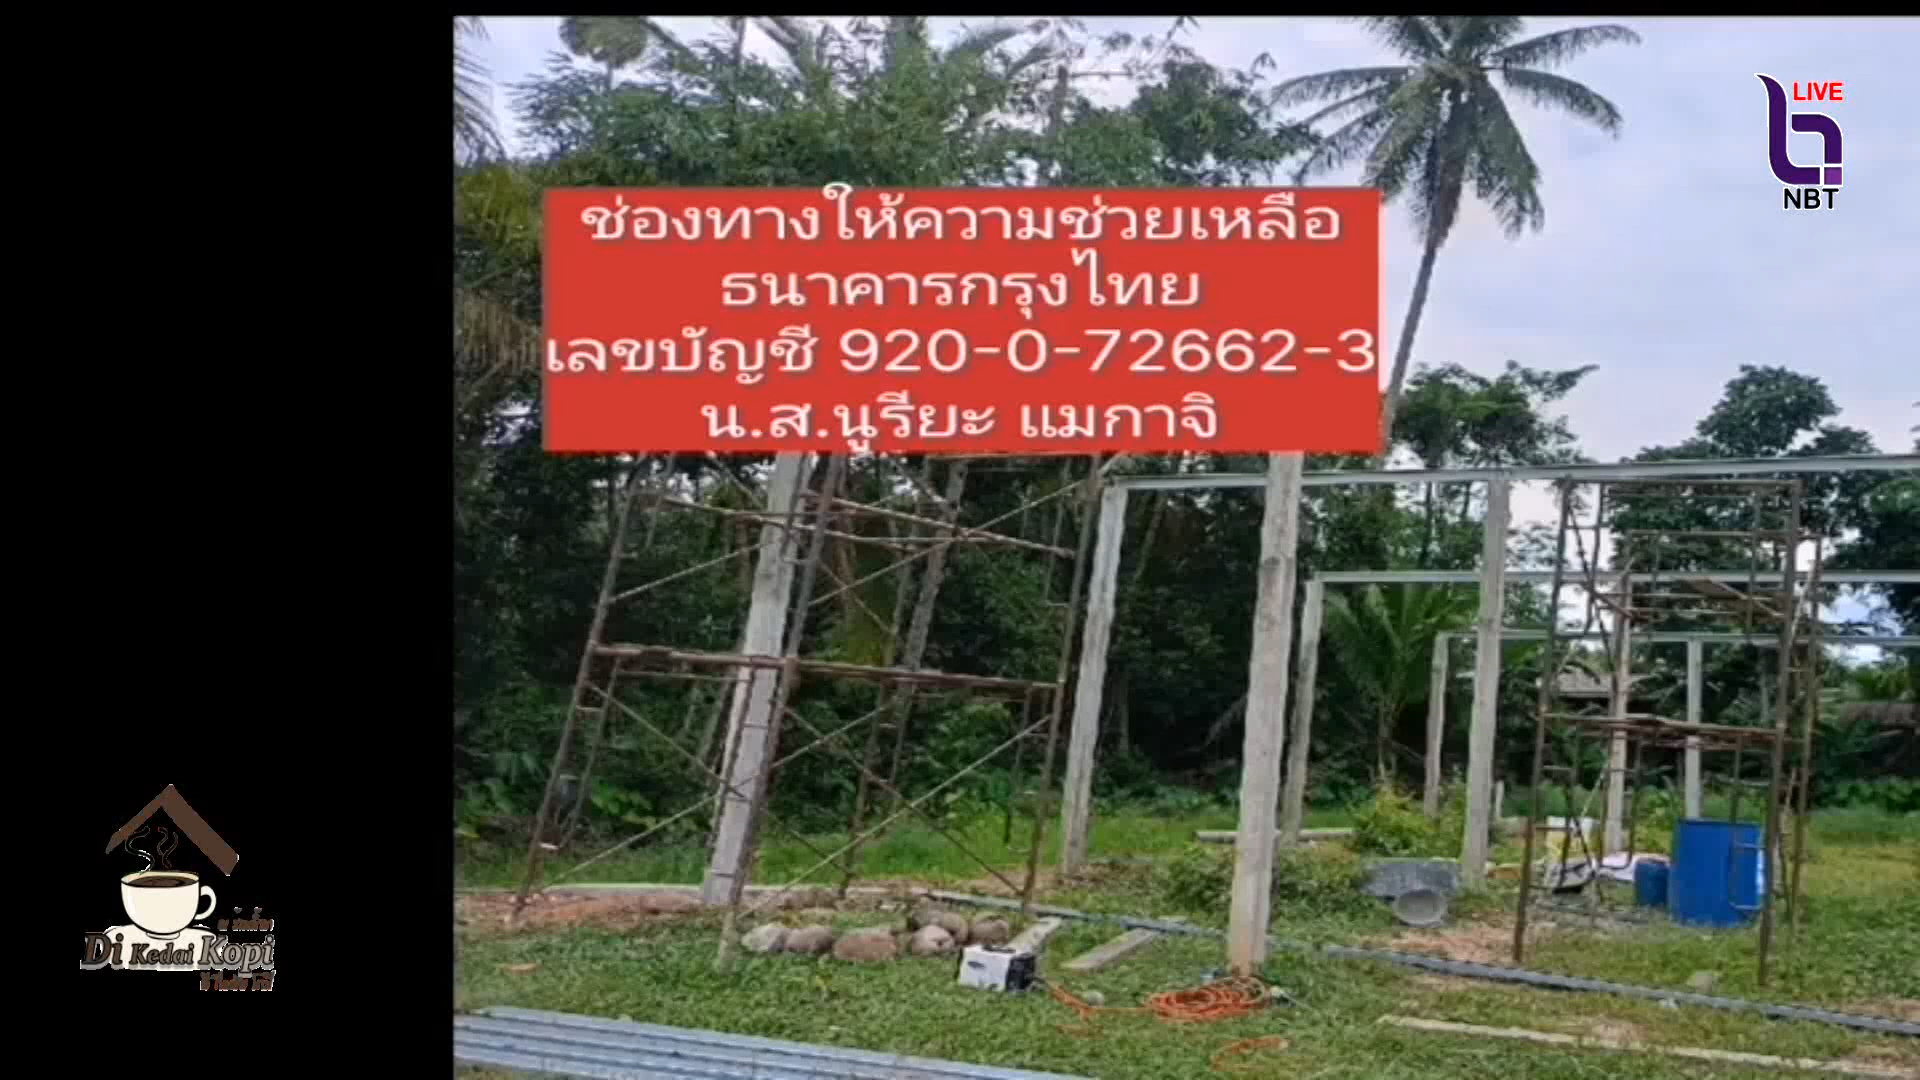 ช่องทางให้ความช่วยเหลือ
ธนาคารกรุงไทย
เลขบัญชี 920-0-72662-3
น.ส.นูรียะ แมกาจิ
LIVE
NBT
Di Kedai Kopi